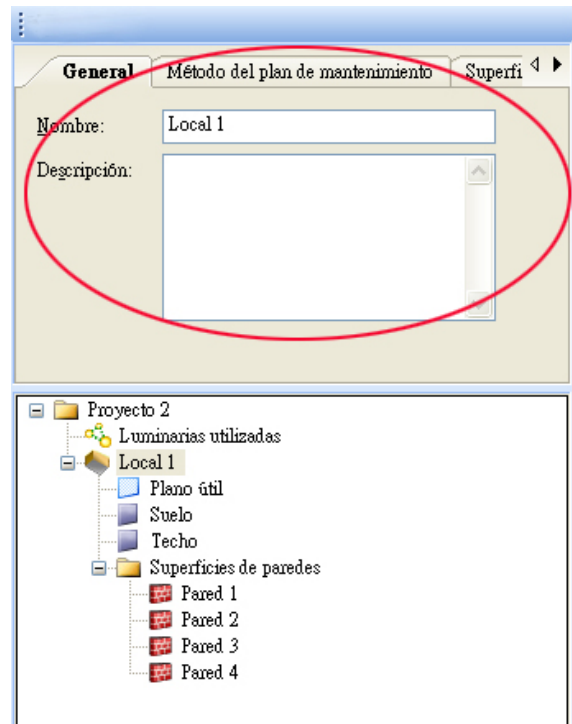 General Método del plan de mantenimiento Superfi
Nombre: Local 1
Descripción:
Proyecto 2
Luminarias utilizadas
Local 1
Plano útil
Suelo
Techo
Superficies de paredes
Pared 1
Pared 2
Pared 3
Pared 4